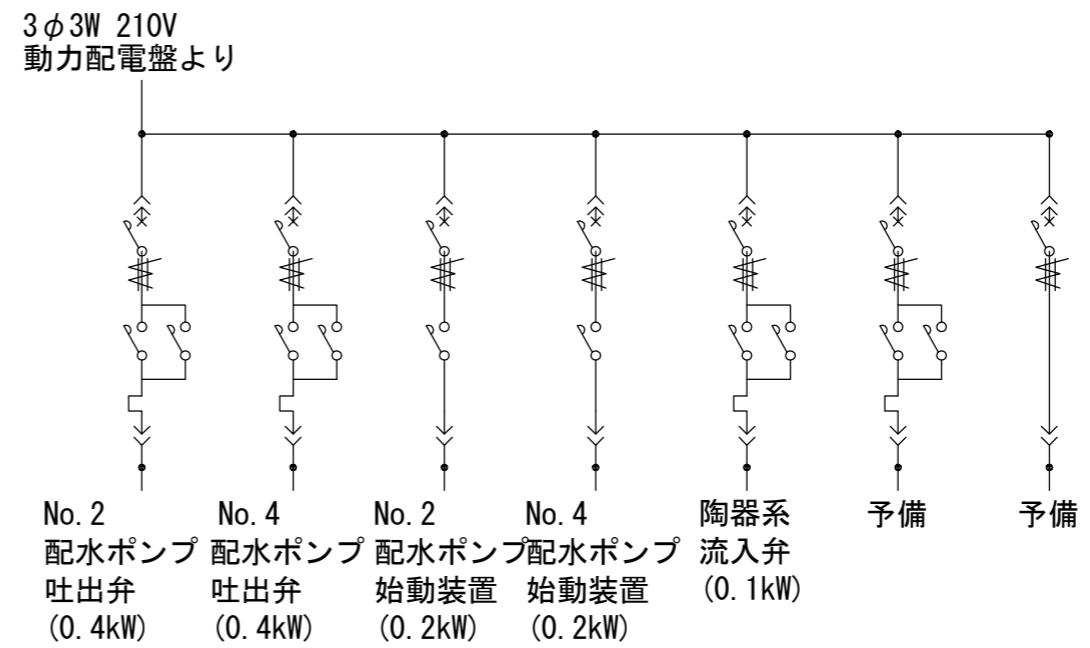 3φ3W 210V
動力配電盤より
No.2
配水ポンプ
吐出弁
(0.4kW)
No.4
配水ポンプ
吐出弁
(0.4kW)
No.2
配水ポンプ
始動装置
(0.2kW)
No.4
配水ポンプ
始動装置
(0.2kW)
陶器系
流入弁
(0.1kW)
予備
予備